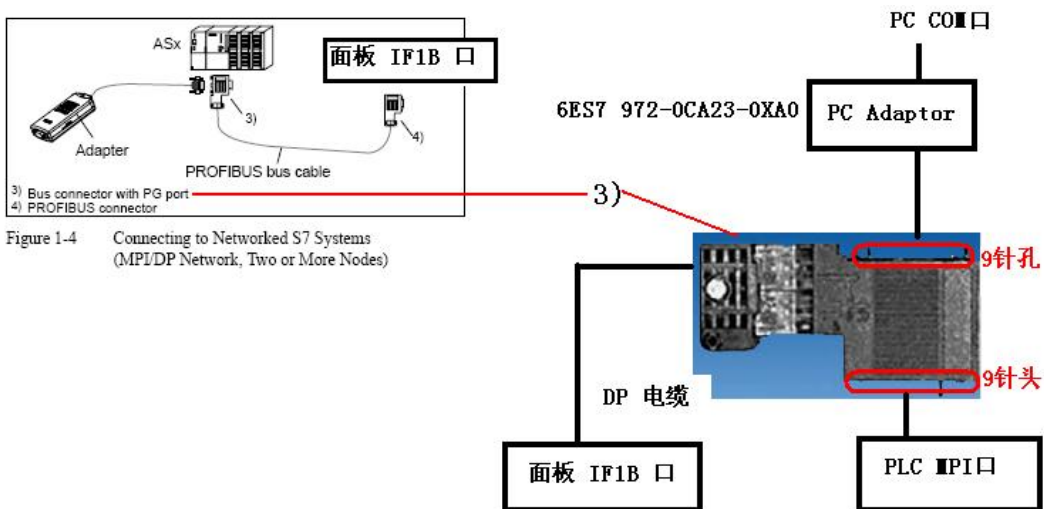 ASx
面板 IF1B 口
3)
4)
Adapter
PROFIBUS bus cable
3) Bus connector with PG port
4) PROFIBUS connector
Figure 1-4 Connecting to Networked S7 Systems
(MPI/DP Network, Two or More Nodes)
PC COM口
6ES7 972-0CA23-0XA0
PC Adaptor
3)
9针孔
9针头
DP 电缆
面板 IF1B 口
PLC MPI口